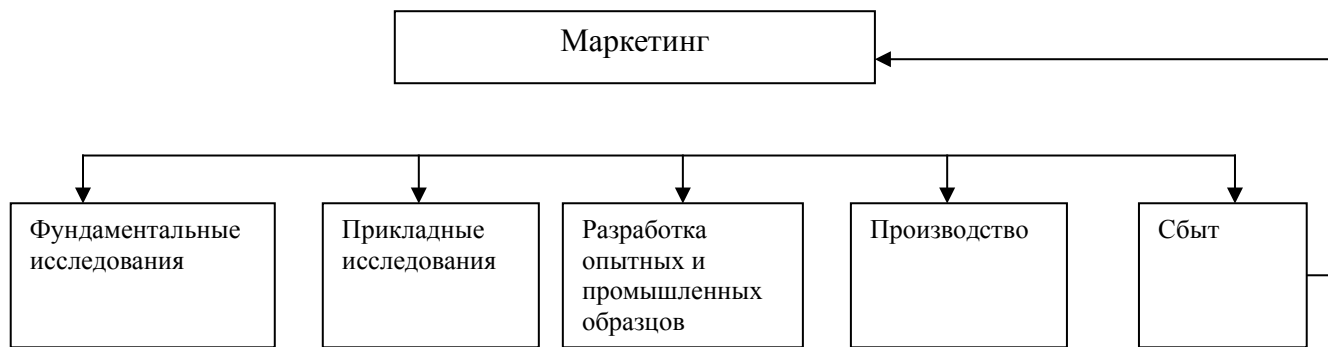 Маркетинг
Фундаментальные
исследования
Прикладные
исследования
Разработка
опытных и
промышленных
образцов
Производство
Сбыт